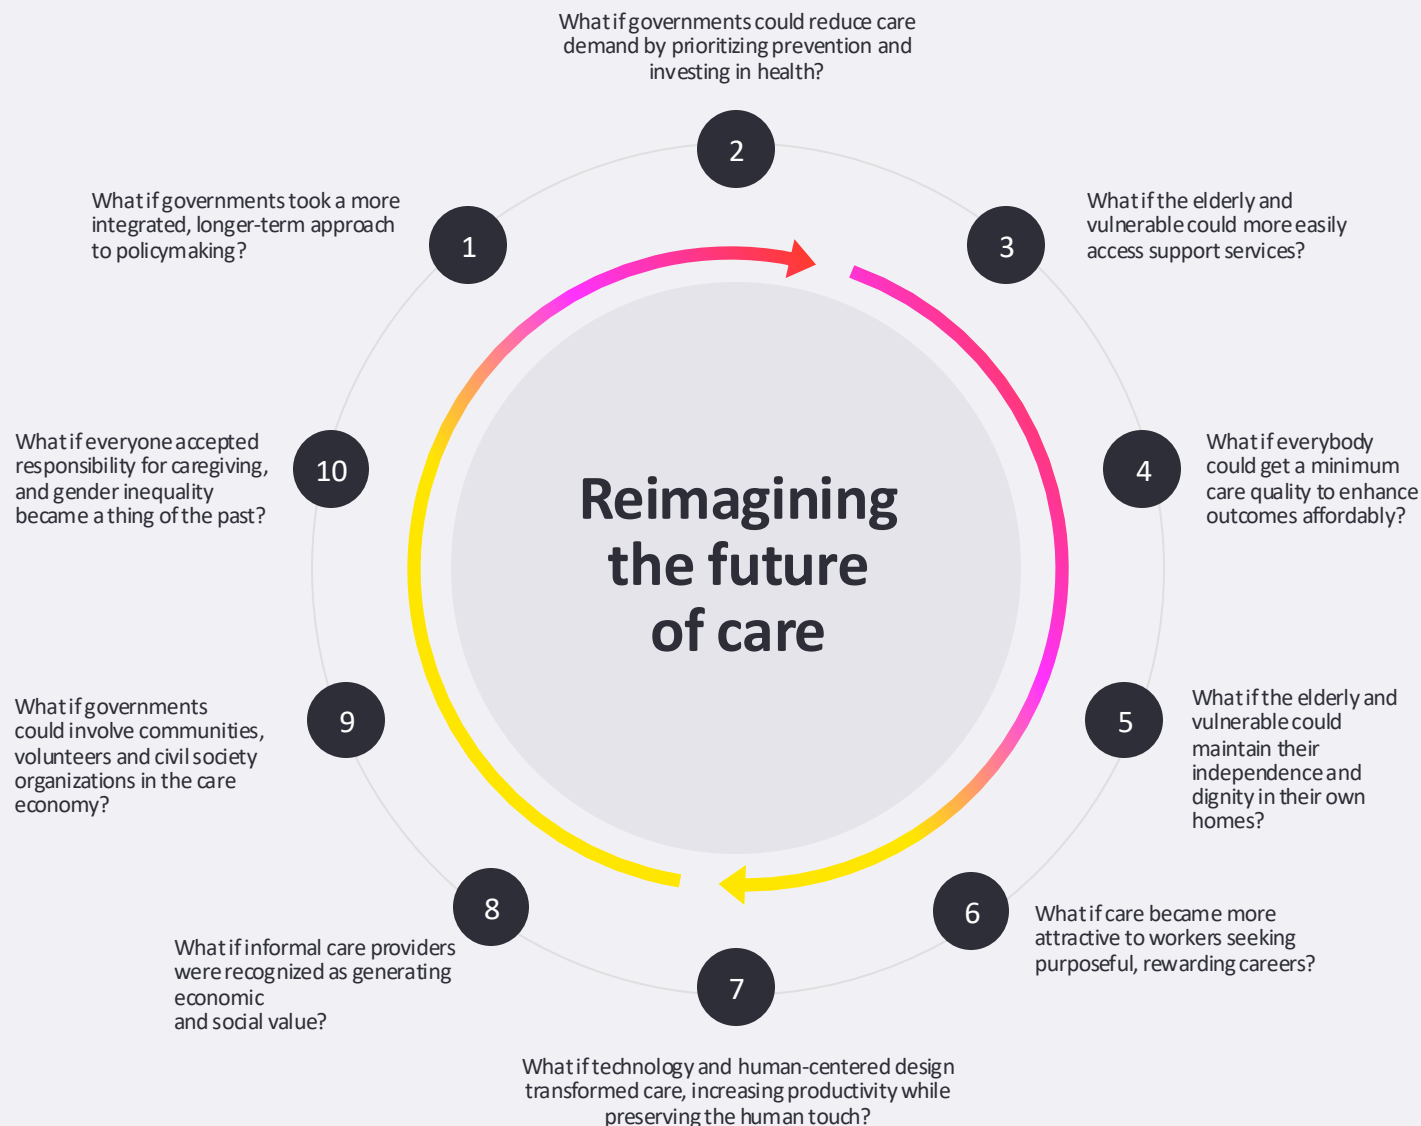 What if governments could reduce care
demand by prioritizing prevention and
investing in health?
2
What if governments took a more
integrated, longer-term approach
to policymaking?
1
What if the elderly and
vulnerable could more easily
access support services?
3
What if everyone accepted
responsibility for caregiving,
and gender inequality
became a thing of the past?
10
What if everybody
could get a minimum
care quality to enhance
outcomes affordably?
4
Reimagining
the future
of care
What if governments
could involve communities,
volunteers and civil society
organizations in the care
economy?
9
What if the elderly and
vulnerable could
maintain their
independence and
dignity in their own
homes?
5
What if informal care providers
were recognized as generating
economic
and social value?
8
What if care became more
attractive to workers seeking
purposeful, rewarding careers?
6
7
What if technology and human-centered design
transformed care, increasing productivity while
preserving the human touch?